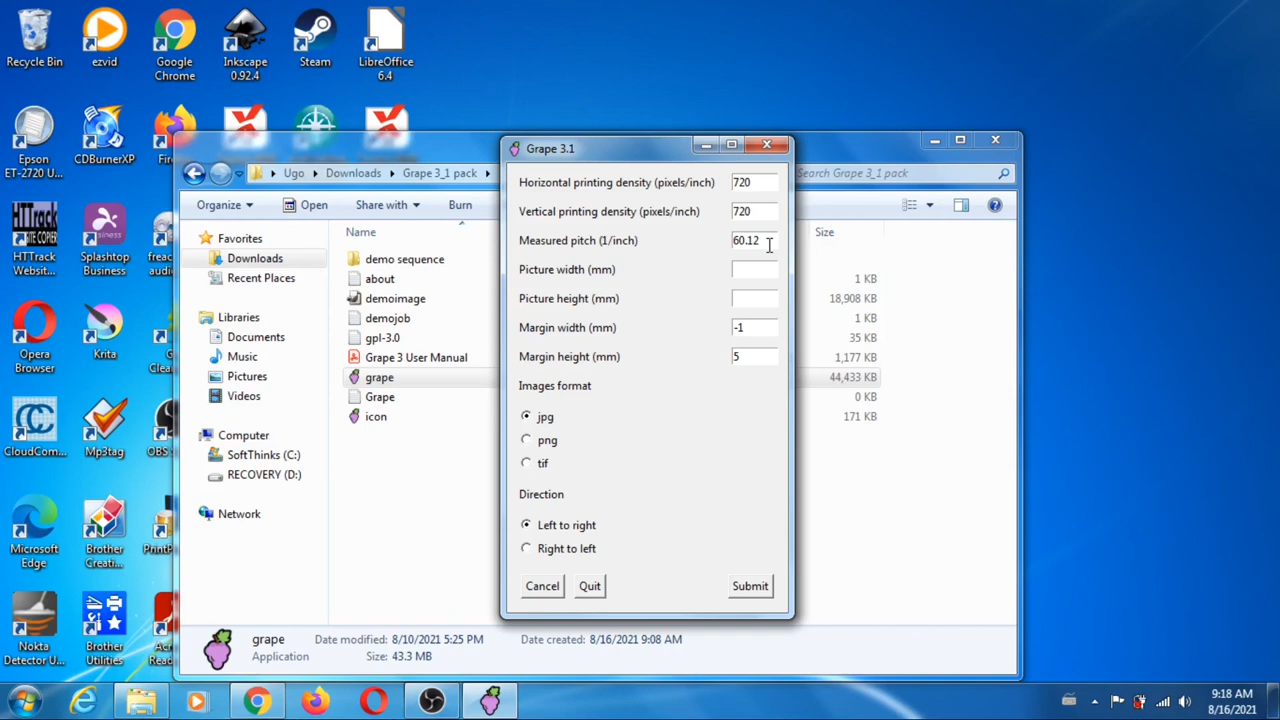 Recycle Bin
ezvid
Google
Chrome
Inkscape
0.92.4
Steam
LibreOffice
6.4
Epson
ET-2720 U...
CDBurnerXP
HTTrack
Websit...
Splashtop
Business
freac
audio
Opera
Browser
Krita
CloudCom...
Mp3tag
OBS
Microsoft
Edge
Brother
Creati...
Nokta
Detector U...
Brother
Utilities
Ugo
Downloads
Grape 3_1 pack
Search Grape 3_1 pack
Organize
Open
Share with
Burn
Favorites
Downloads
Recent Places
Libraries
Documents
Music
Pictures
Videos
Computer
SoftThinks (C:)
RECOVERY (D:)
Network
Name
Size
demo sequence
about
1 KB
demoimage
18,908 KB
demojob
1 KB
gpl-3.0
35 KB
Grape 3 User Manual
1,177 KB
grape
44,433 KB
Grape
0 KB
icon
171 KB
Grape 3.1
Horizontal printing density (pixels/inch) 720
Vertical printing density (pixels/inch) 720
Measured pitch (1/inch) 60.12
Picture width (mm)
Picture height (mm)
Margin width (mm) -1
Margin height (mm) 5
Images format
jpg
png
tif
Direction
Left to right
Right to left
Cancel
Quit
Submit
grape
Date modified: 8/10/2021 5:25 PM
Date created: 8/16/2021 9:08 AM
Application
Size: 43.3 MB
9:18 AM
8/16/2021